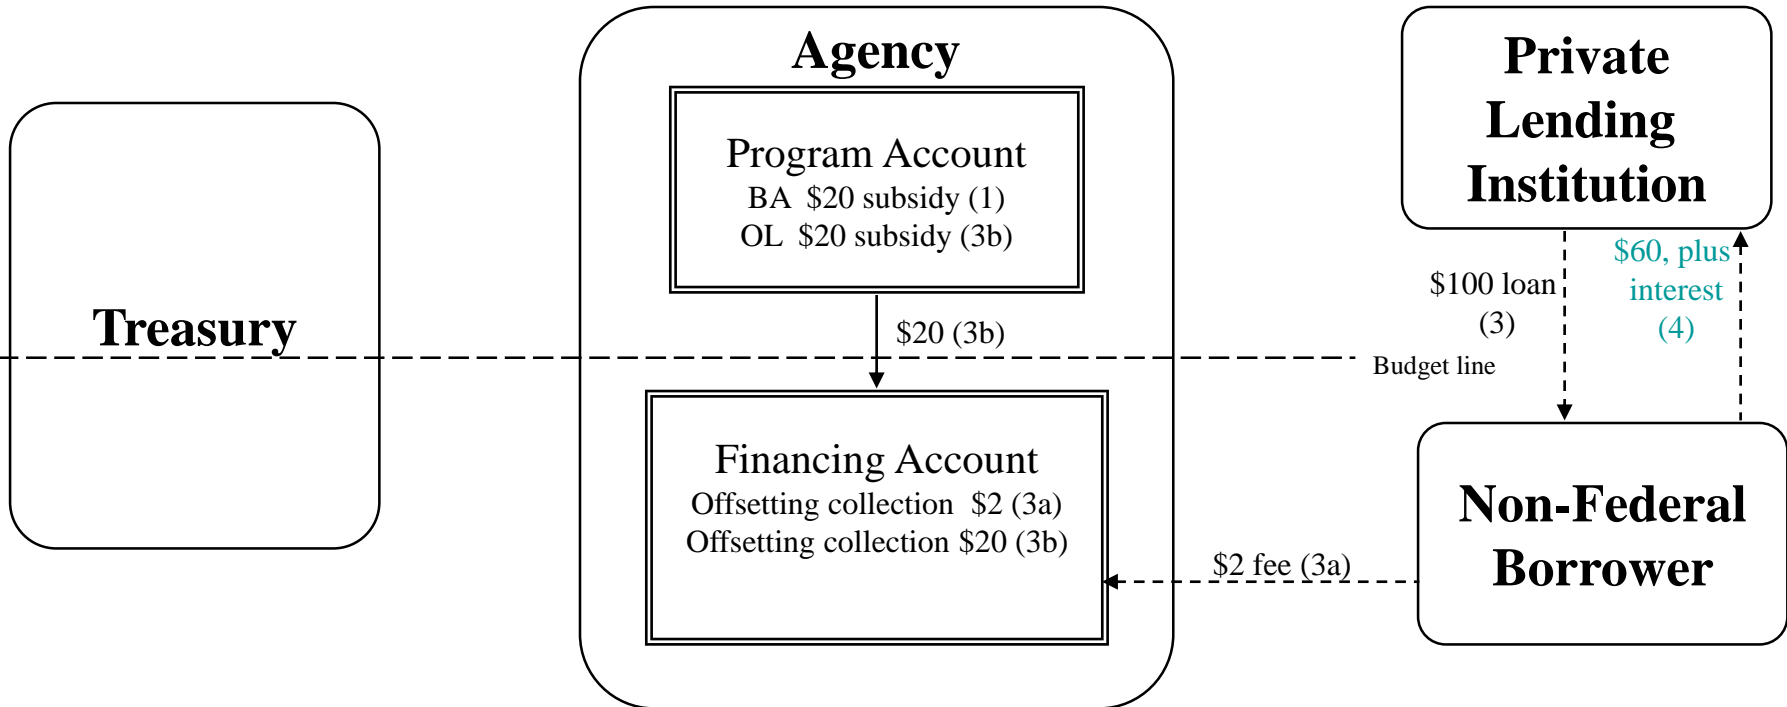 Treasury
Agency
Program Account
BA  $20 subsidy (1)
OL  $20 subsidy (3b)
$20 (3b)
Financing Account
Offsetting collection  $2 (3a)
Offsetting collection $20 (3b)
Private
Lending
Institution
$100 loan
(3)
$60, plus
interest
(4)
Budget line
$2 fee (3a)
Non-Federal
Borrower